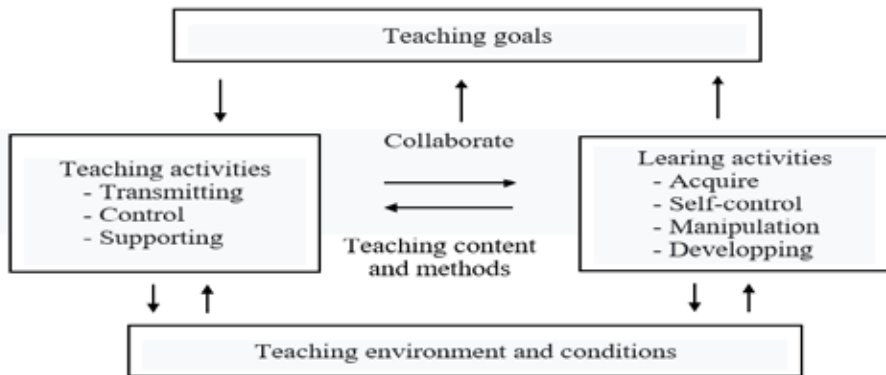 Teaching goals
Collaborate
Teaching activities
- Transmitting
- Control
- Supporting
Learing activities
- Acquire
- Self-control
- Manipulation
- Developping
Teaching content
and methods
Teaching environment and conditions